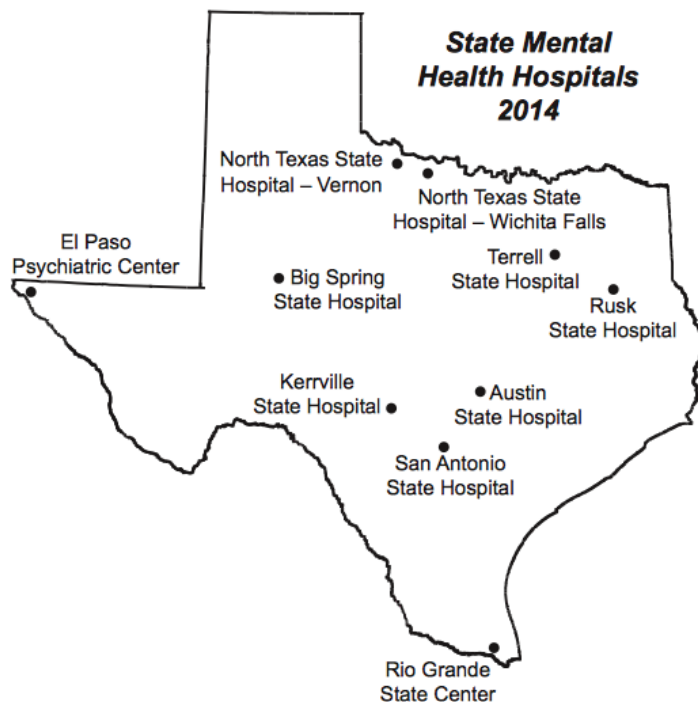 State Mental
Health Hospitals
2014
North Texas State
Hospital – Vernon
North Texas State
Hospital – Wichita Falls
El Paso
Psychiatric Center
Big Spring
State Hospital
Terrell
State Hospital
Rusk
State Hospital
Kerrville
State Hospital
Austin
State Hospital
San Antonio
State Hospital
Rio Grande
State Center